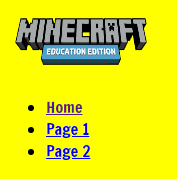 MINECRAFT
EDUCATION EDITION
Home
Page 1
Page 2